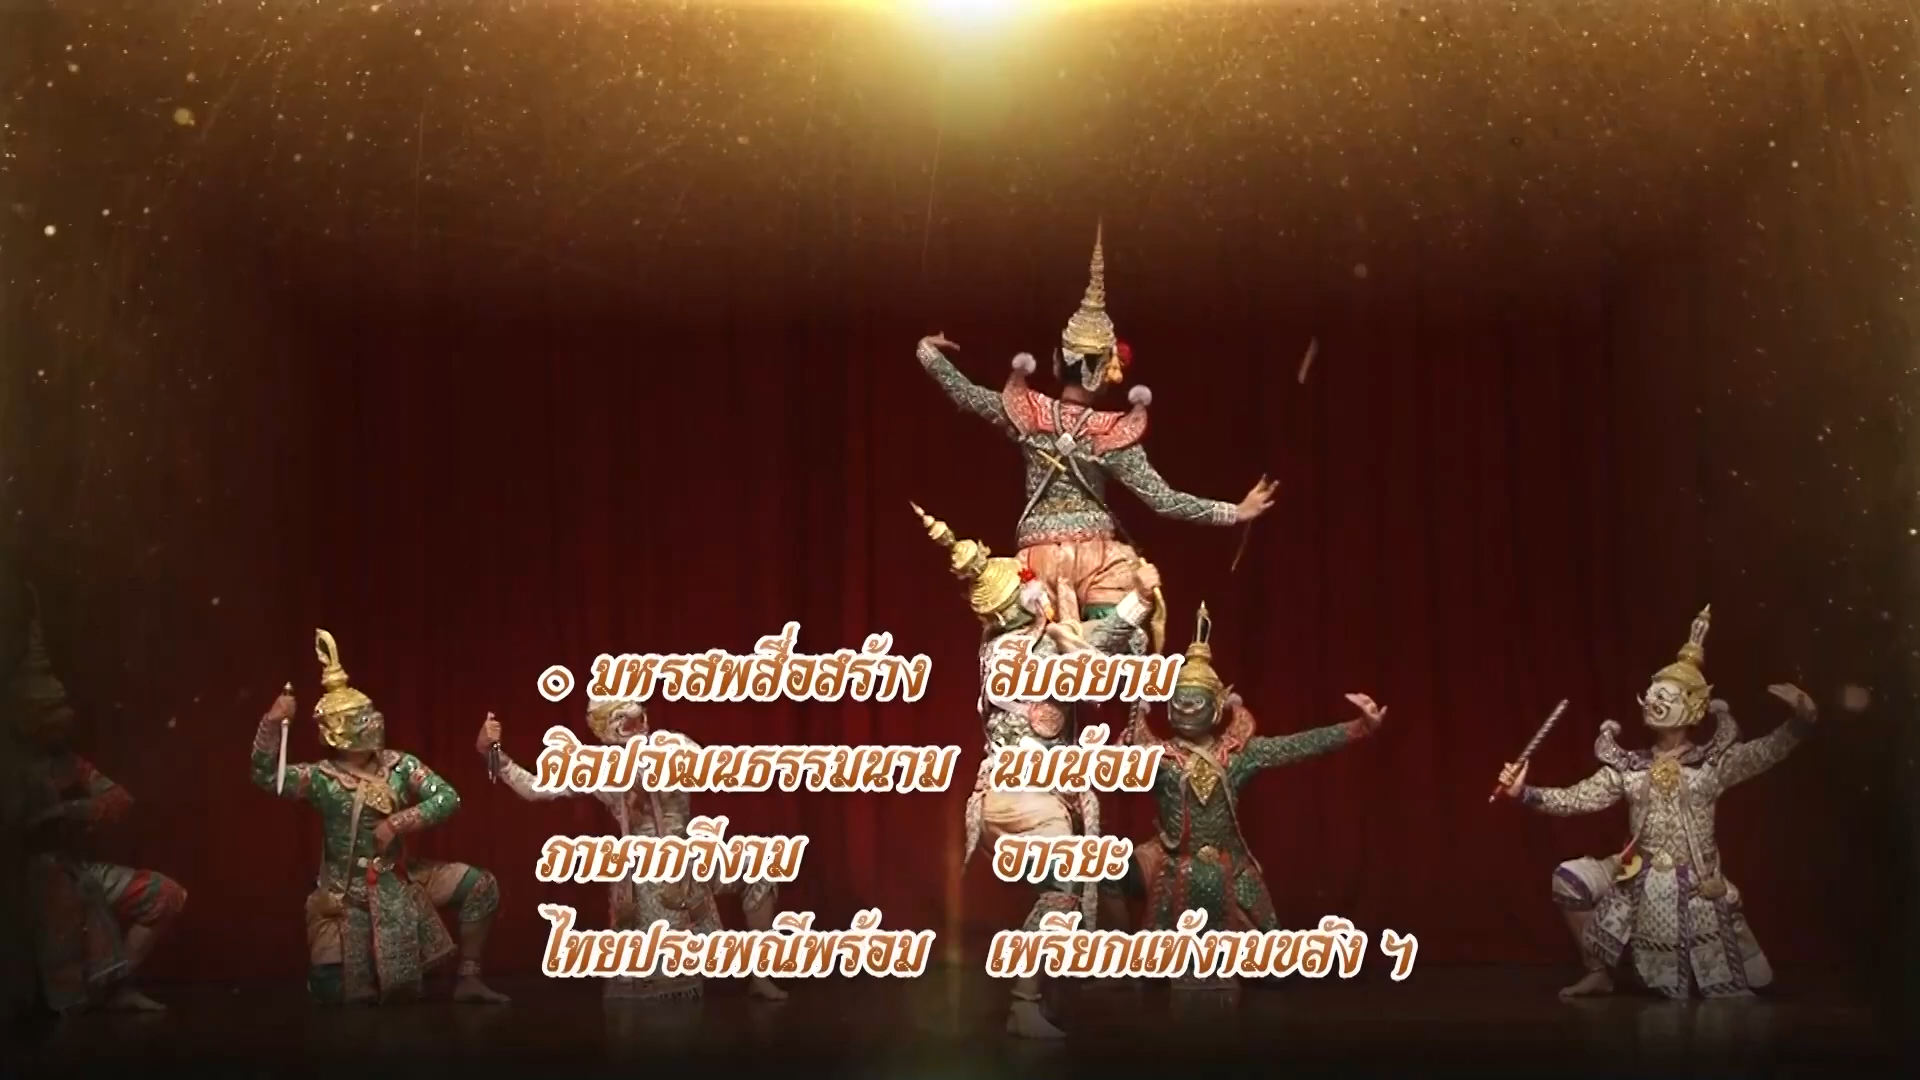 ๏ มหรสพสื่อสร้าง สืบสยาม
ศิลปวัฒนธรรมนาม นบน้อม
ภาษากวีงาม อารยะ
ไทยประเพณีพร้อม เพรียกแท้งามขลัง ฯ